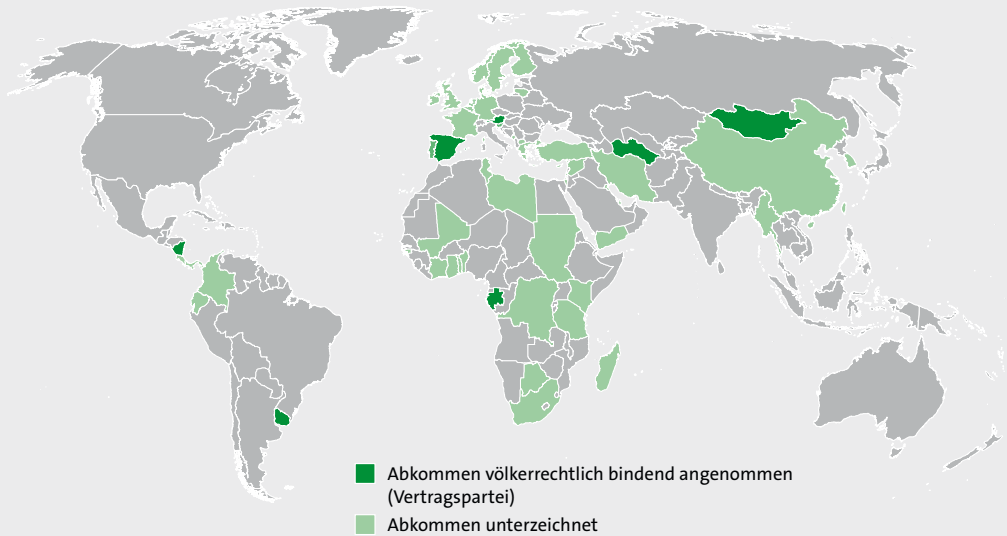 Abkommen völkerrechtlich bindend angenommen
(Vertragspartei)
Abkommen unterzeichnet